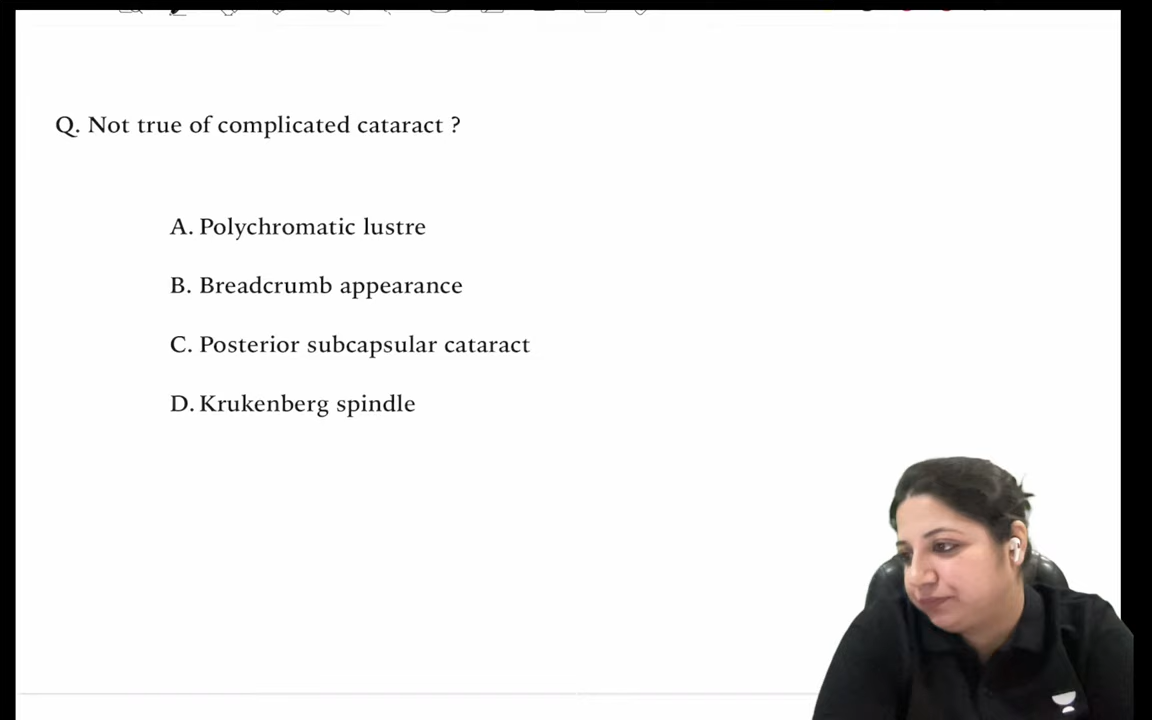 Q. Not true of complicated cataract ?
A. Polychromatic lustre
B. Breadcrumb appearance
C. Posterior subcapsular cataract
D. Krukenberg spindle